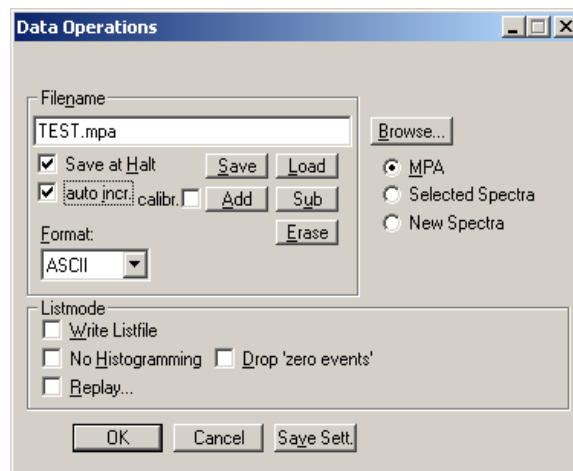 Data Operations
Filename
TEST.mpa
Browse...
Save at Halt
Save
Load
MPA
auto incr.
calibr.
Add
Sub
Selected Spectra
Erase
New Spectra
Format:
ASCII
Listmode
Write Listfile
No Histogramming
Drop 'zero events'
Replay...
OK
Cancel
Save Sett.